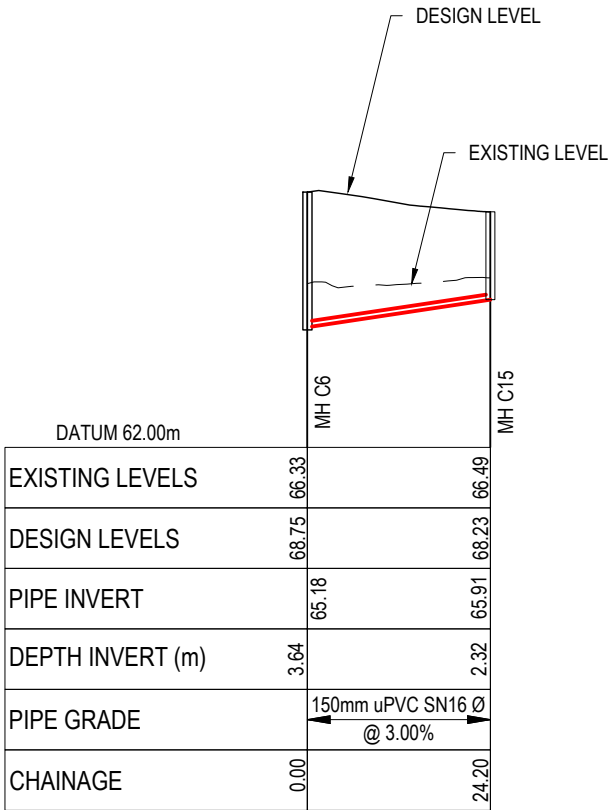 DESIGN LEVEL
EXISTING LEVEL
MH C6
MH C15
DATUM 62.00m
EXISTING LEVELS 66.33 66.49
DESIGN LEVELS 68.75 68.23
PIPE INVERT 65.18 65.91
DEPTH INVERT (m) 3.64 2.32
PIPE GRADE 150mm uPVC SN16 Ø
@ 3.00%
CHAINAGE 0.00 24.20